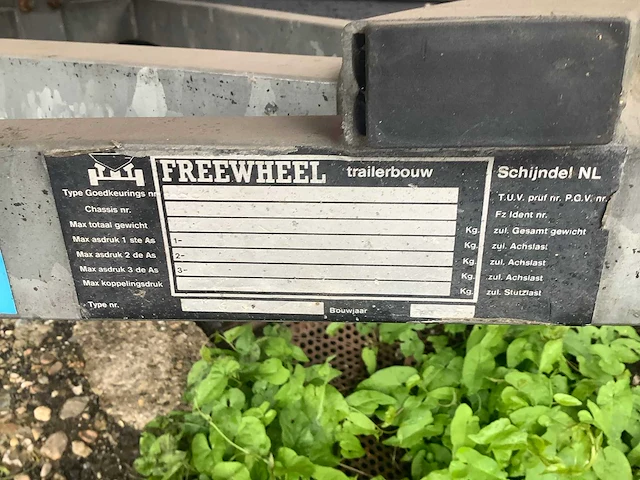 FREEWHEEL trailerbouw Schijndel NL
Type Goedkeurings nr T.U.V. pruf nr. P.G.V. nr.
Chassis nr. Fz Ident nr.
Max totaal gewicht Kg. zul. Gesamt gewicht
Max asdruk 1 ste As 1- Kg. zul. Achslast
Max asdruk 2 de As 2- Kg. zul. Achslast
Max asdruk 3 de As 3- Kg. zul. Achslast
Max koppelingsdruk Kg. zul. Stutzlast
Type nr. Bouwjaar